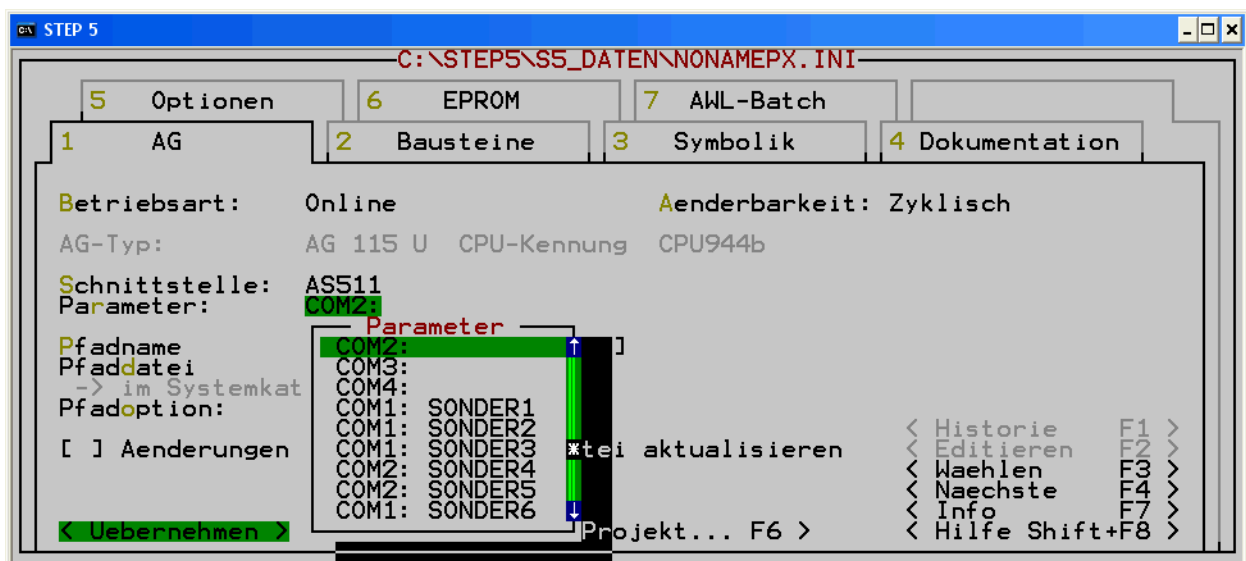 STEP 5
C:\STEP5\S5_DATEN\NONAMEPX.INI
5 Optionen 6 EPROM 7 AWL-Batch
1 AG 2 Bausteine 3 Symbolik 4 Dokumentation
Betriebsart: Online Aenderbarkeit: Zyklisch
AG-Typ: AG 115 U CPU-Kennung CPU944b
Schnittstelle: AS511
Parameter: COM2:
Parameter
Pfadname COM2: ]
Pfaddatei COM3:
-> im Systemkat COM4:
Pfadoption: COM1: SONDER1
COM1: SONDER2 < Historie F1 >
[ ] Aenderungen COM1: SONDER3 *tei aktualisieren < Editieren F2 >
COM2: SONDER4 < Waehlen F3 >
COM2: SONDER5 < Naechste F4 >
COM1: SONDER6 < Info F7 >
< Uebernehmen > Projekt... F6 > < Hilfe Shift+F8 >